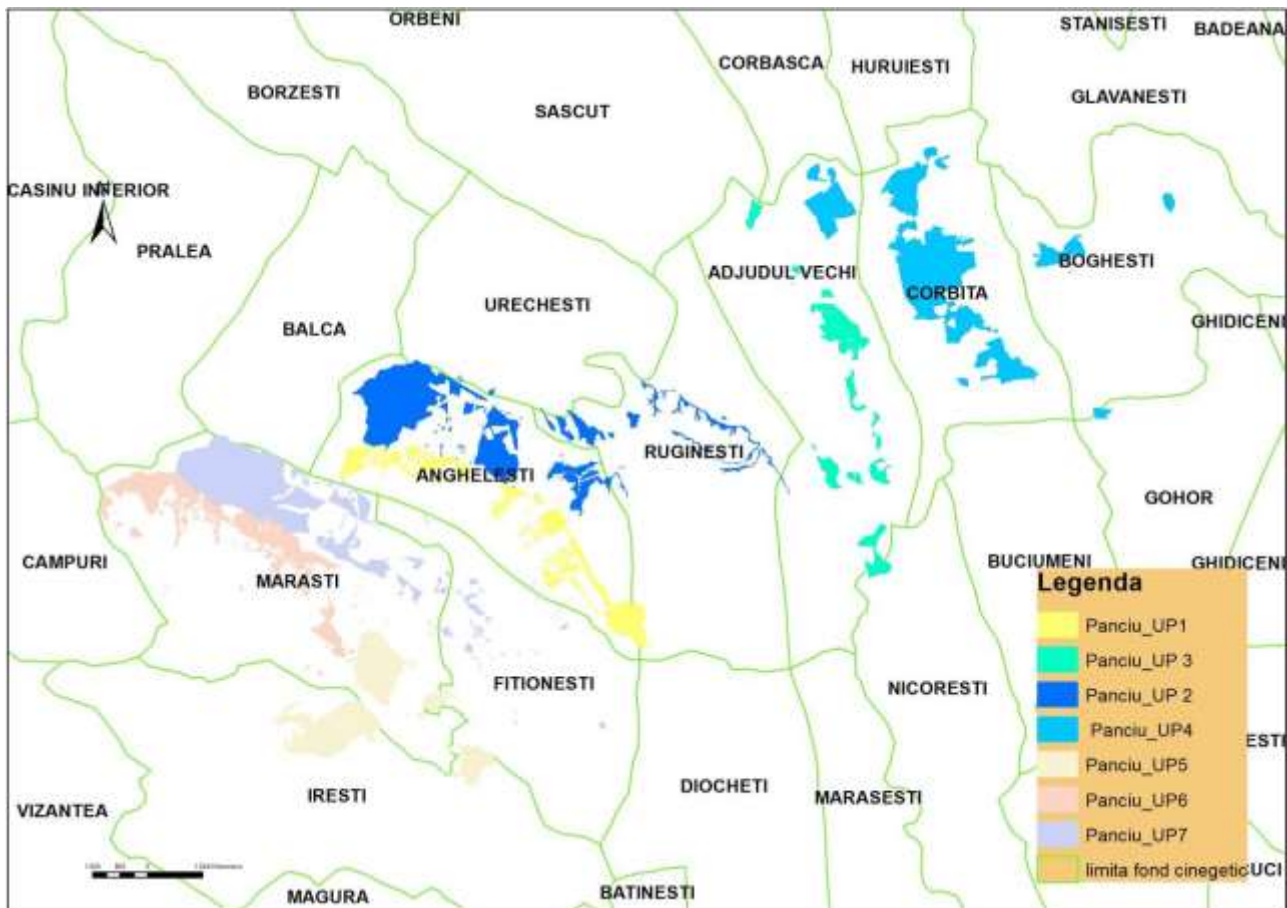 ORBENI
STANISESTI
BADEANA
CORBASCA
HURUIESTI
BORZESTI
GLAVANESTI
SASCUT
CASINU INFERIOR
PRALEA
BOGHESTI
ADJUDUL VECHI
CORBITA
URECHESTI
BALCA
GHIDICENI
RUGINESTI
ANGHELESTI
GOHOR
CAMPURI
MARASTI
BUCIUMENI
GHIDICENI
FITIONESTI
NICORESTI
DIOCHETI
MARASESTI
IRESTI
VIZANTEA
MAGURA
BATINESTI
Legenda
Panciu_UP1
Panciu_UP 3
Panciu_UP 2
Panciu_UP4
Panciu_UP5
Panciu_UP6
Panciu_UP7
limita fond cinegetic
ESTI
UCI